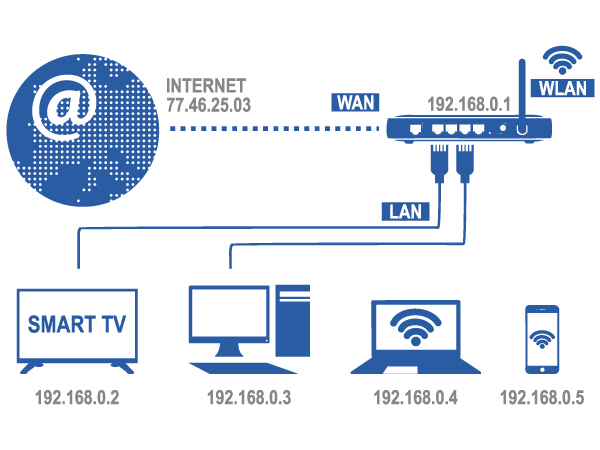 @
INTERNET
77.46.25.03
WAN
192.168.0.1
WLAN
LAN
SMART TV
192.168.0.2
192.168.0.3
192.168.0.4
192.168.0.5